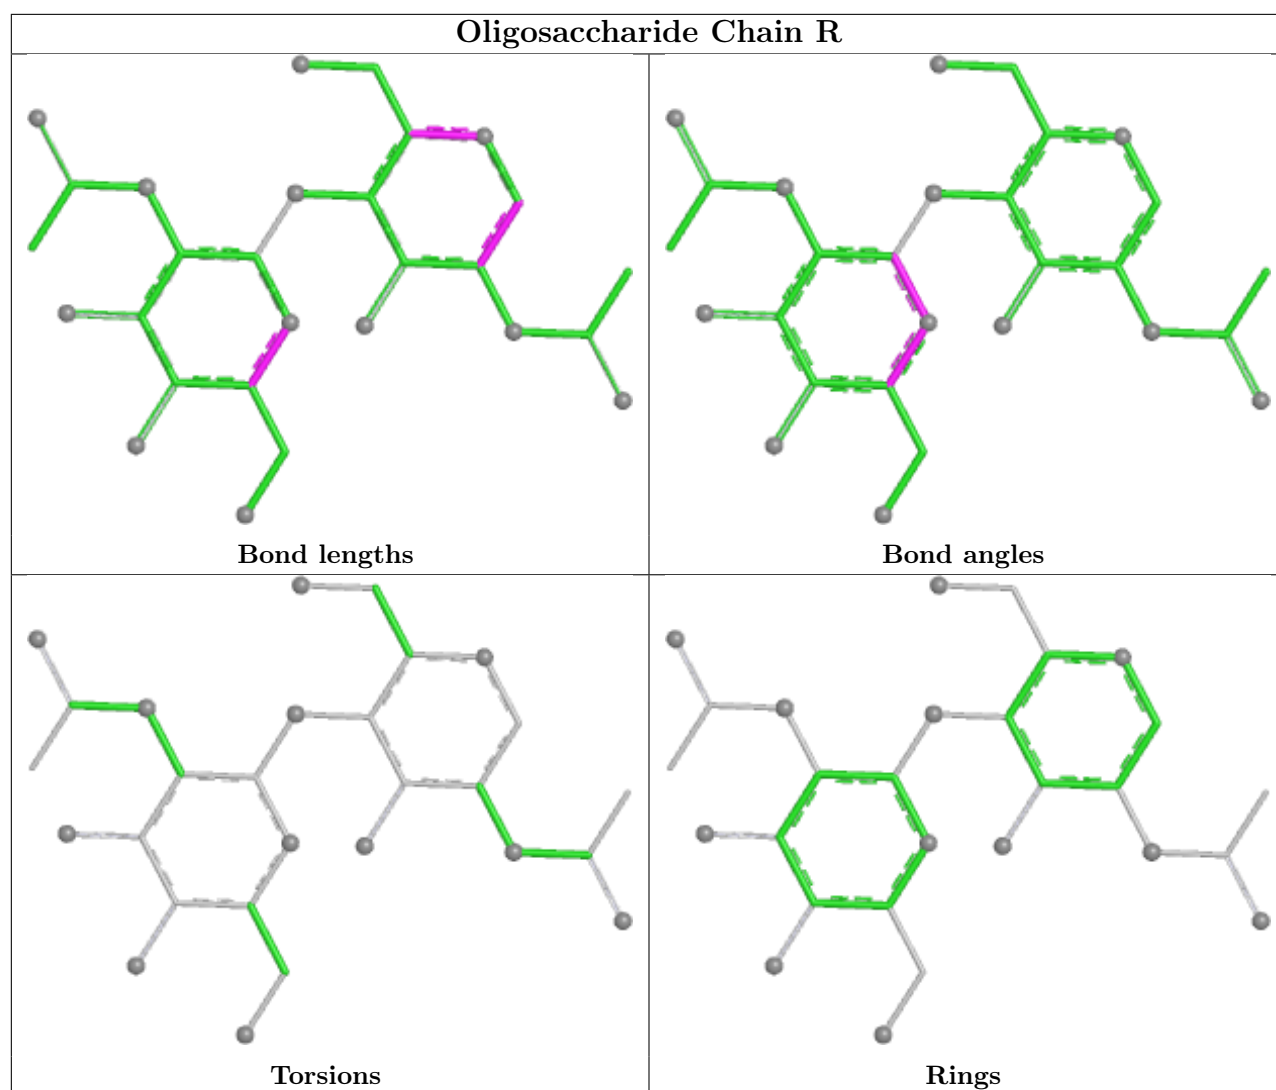 Oligosaccharide Chain R
Bond lengths
Bond angles
Torsions
Rings